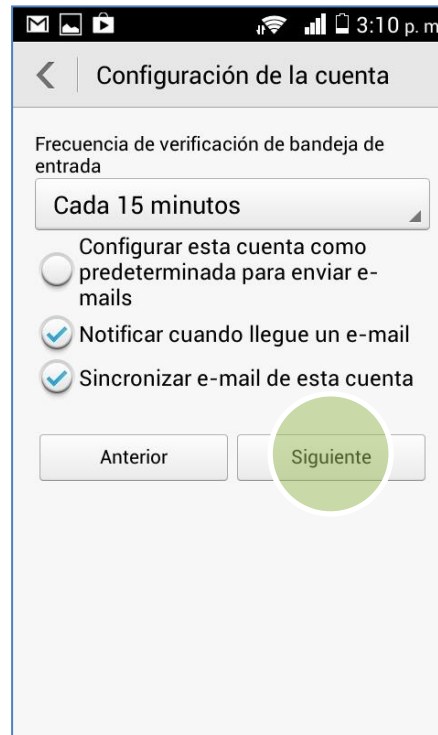 3:10 p. m
Configuración de la cuenta
Frecuencia de verificación de bandeja de
entrada
Cada 15 minutos
Configurar esta cuenta como
predeterminada para enviar e-
mails
Notificar cuando llegue un e-mail
Sincronizar e-mail de esta cuenta
Anterior Siguiente